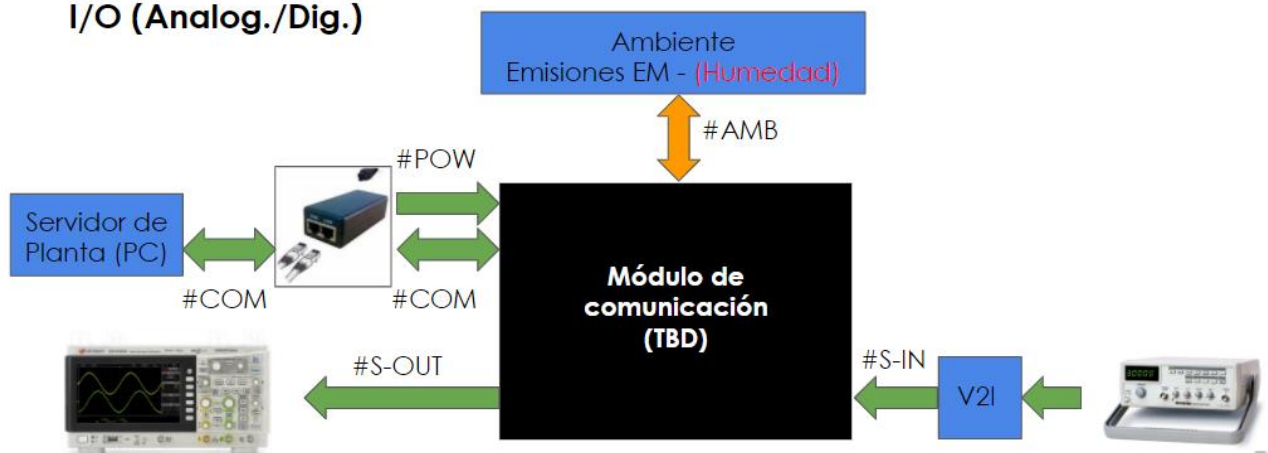 I/O (Analog./Dig.)
Ambiente
Emisiones EM - (Humedad)
#AMB
#POW
Servidor de
Planta (PC)
#COM
#COM
Módulo de
comunicación
(TBD)
#S-OUT
#S-IN
V2I